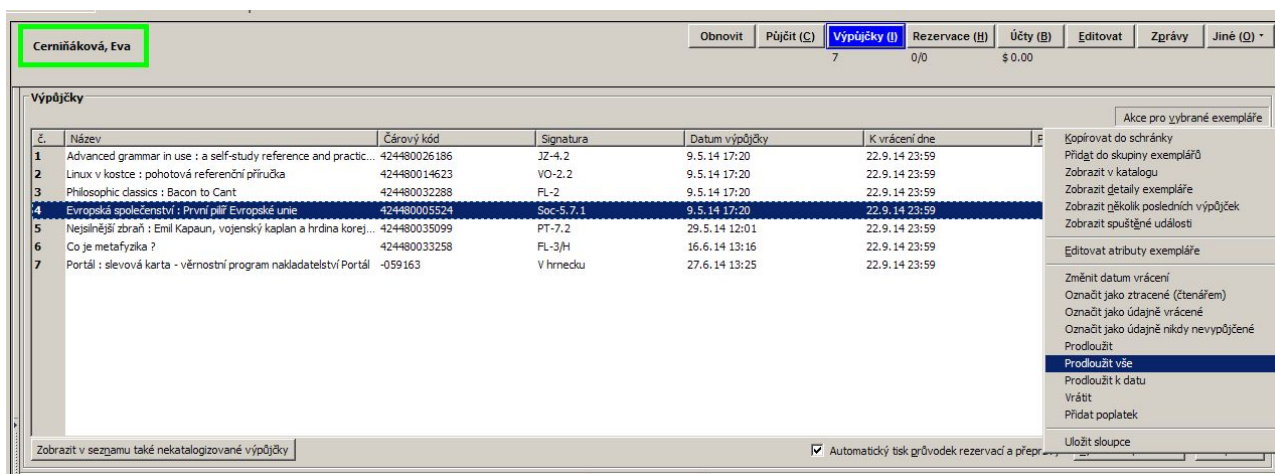 Cerniňáková, Eva
Obnovit Půjčit (C) Výpůjčky (I) Rezervace (H) Účty (B) Editovat Zprávy Jiné (O)
7 0/0 $ 0.00
Výpůjčky
Akce pro vybrané exempláře
č. Název Čárový kód Signatura Datum výpůjčky K vrácení dne P
1 Advanced grammar in use : a self-study reference and practic... 424480026186 JZ-4.2 9.5.14 17:20 22.9.14 23:59
2 Linux v kostce : pohotová referenční příručka 424480014623 VO-2.2 9.5.14 17:20 22.9.14 23:59
3 Philosophic classics : Bacon to Cant 424480032288 FL-2 9.5.14 17:20 22.9.14 23:59
4 Evropská společenství : První pilíř Evropské unie 424480005524 Soc-5.7.1 9.5.14 17:20 22.9.14 23:59
5 Nejsilnější zbraň : Emil Kapaun, vojenský kaplan a hrdina korej... 424480035099 PT-7.2 29.5.14 12:01 22.9.14 23:59
6 Co je metafyzika ? 424480033258 FL-3/H 16.6.14 13:16 22.9.14 23:59
7 Portál : slevová karta - věrnostní program nakladatelství Portál -059163 V hrnecku 27.6.14 13:25 22.9.14 23:59
Kopírovat do schránky
Přidat do skupiny exemplářů
Zobrazit v katalogu
Zobrazit detaily exempláře
Zobrazit několik posledních výpůjček
Zobrazit spuštěné události
Editovat atributy exempláře
Změnit datum vrácení
Označit jako ztracené (čtenářem)
Označit jako údajně vrácené
Označit jako údajně nikdy nevypůjčené
Prodloužit
Prodloužit vše
Prodloužit k datu
Vrátit
Přidat poplatek
Uložit sloupce
Zobrazit v seznamu také nekatalogizované výpůjčky Automatický tisk průvodek rezervací a